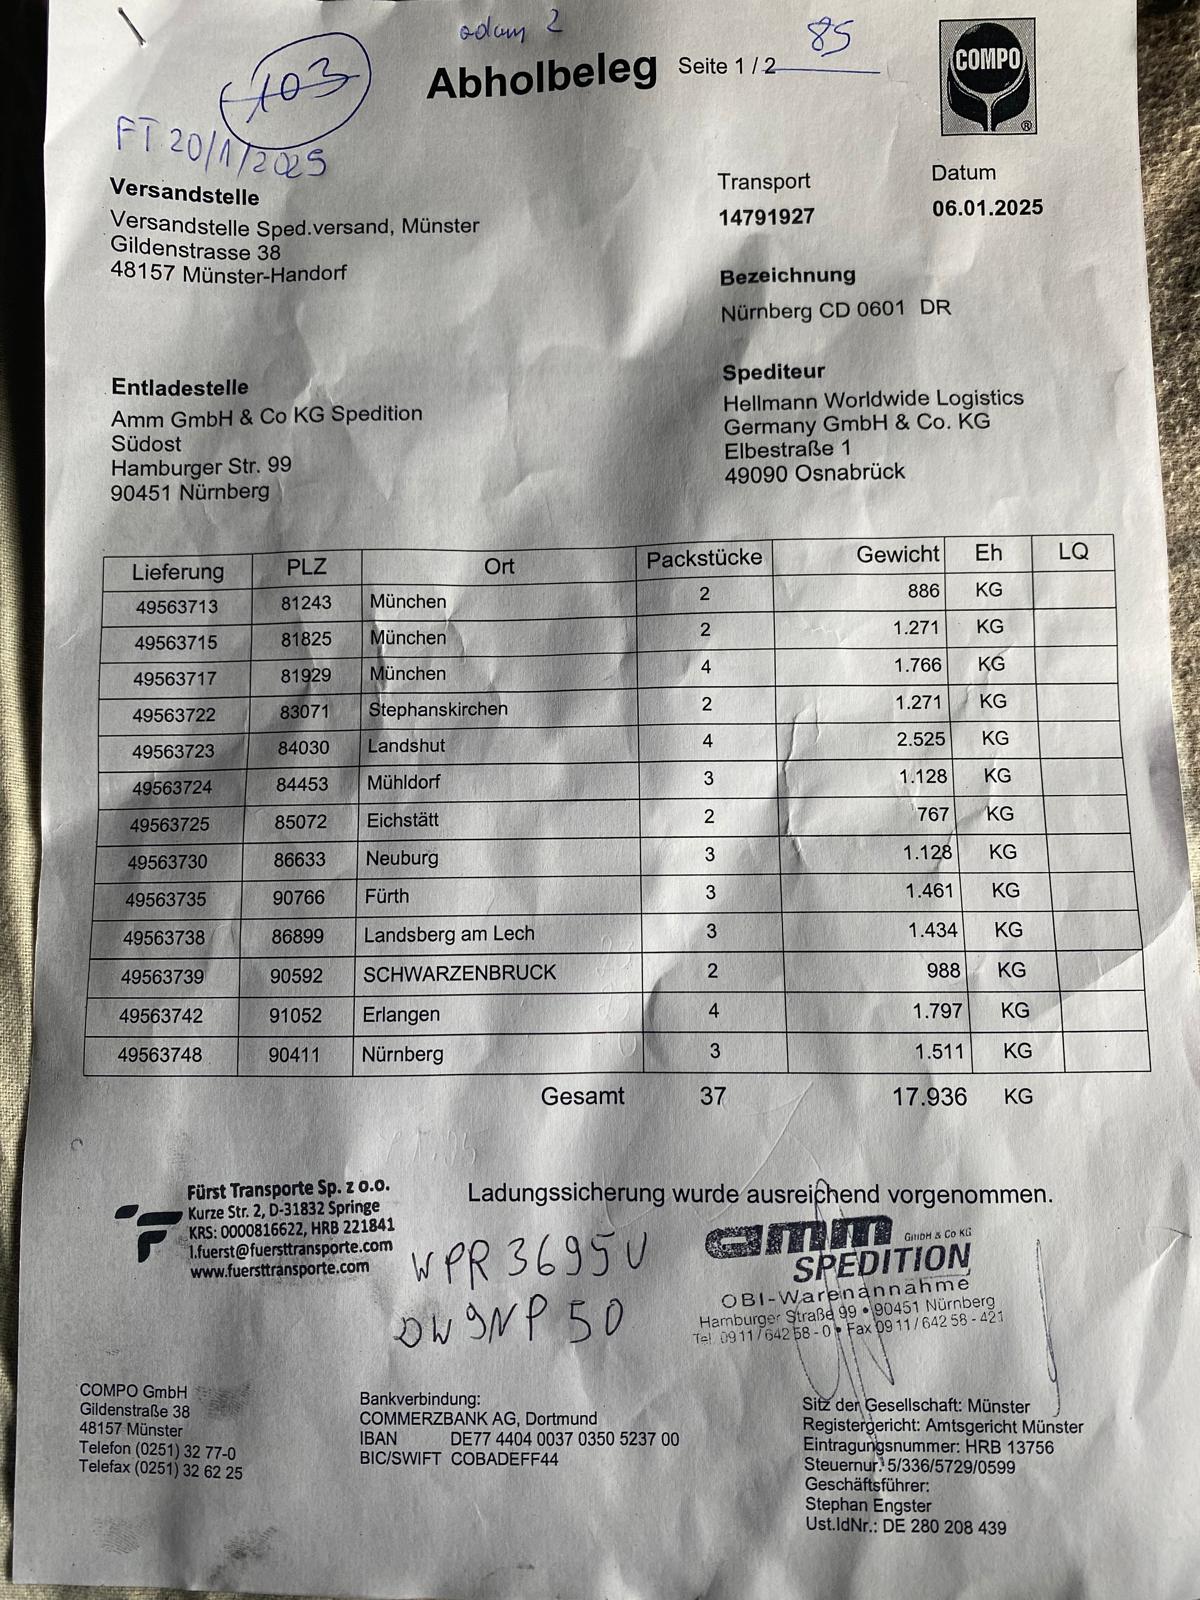 adam 2
85
103
Abholbeleg
Seite 1 / 2
COMPO
®
FT 20/1/2025
Versandstelle
Versandstelle Sped.versand, Münster
Gildenstrasse 38
48157 Münster-Handorf
Transport
14791927
Datum
06.01.2025
Bezeichnung
Nürnberg CD 0601 DR
Entladestelle
Amm GmbH & Co KG Spedition
Südost
Hamburger Str. 99
90451 Nürnberg
Spediteur
Hellmann Worldwide Logistics
Germany GmbH & Co. KG
Elbestraße 1
49090 Osnabrück
Lieferung PLZ Ort Packstücke Gewicht Eh LQ
49563713 81243 München 2 886 KG
49563715 81825 München 2 1.271 KG
49563717 81929 München 4 1.766 KG
49563722 83071 Stephanskirchen 2 1.271 KG
49563723 84030 Landshut 4 2.525 KG
49563724 84453 Mühldorf 3 1.128 KG
49563725 85072 Eichstätt 2 767 KG
49563730 86633 Neuburg 3 1.128 KG
49563735 90766 Fürth 3 1.461 KG
49563738 86899 Landsberg am Lech 3 1.434 KG
49563739 90592 SCHWARZENBRUCK 2 988 KG
49563742 91052 Erlangen 4 1.797 KG
49563748 90411 Nürnberg 3 1.511 KG
Gesamt 37 17.936 KG
Fürst Transporte Sp. z o.o.
Kurze Str. 2, D-31832 Springe
KRS: 0000816622, HRB 221841
l.fuerst@fuersttransporte.com
www.fuersttransporte.com
Ladungssicherung wurde ausreichend vorgenommen.
WPR 3695U
DW9NP50
amm GmbH & Co KG
SPEDITION
OBI-Warenannahme
Hamburger Straße 99 • 90451 Nürnberg
Tel. 0911/642 58-0 • Fax 0911/642 58-421
COMPO GmbH
Gildenstraße 38
48157 Münster
Telefon (0251) 32 77-0
Telefax (0251) 32 62 25
Bankverbindung:
COMMERZBANK AG, Dortmund
IBAN DE77 4404 0037 0350 5237 00
BIC/SWIFT COBADEFF44
Sitz der Gesellschaft: Münster
Registergericht: Amtsgericht Münster
Eintragungsnummer: HRB 13756
Steuernur. 5/336/5729/0599
Geschäftsführer:
Stephan Engster
Ust.IdNr.: DE 280 208 439